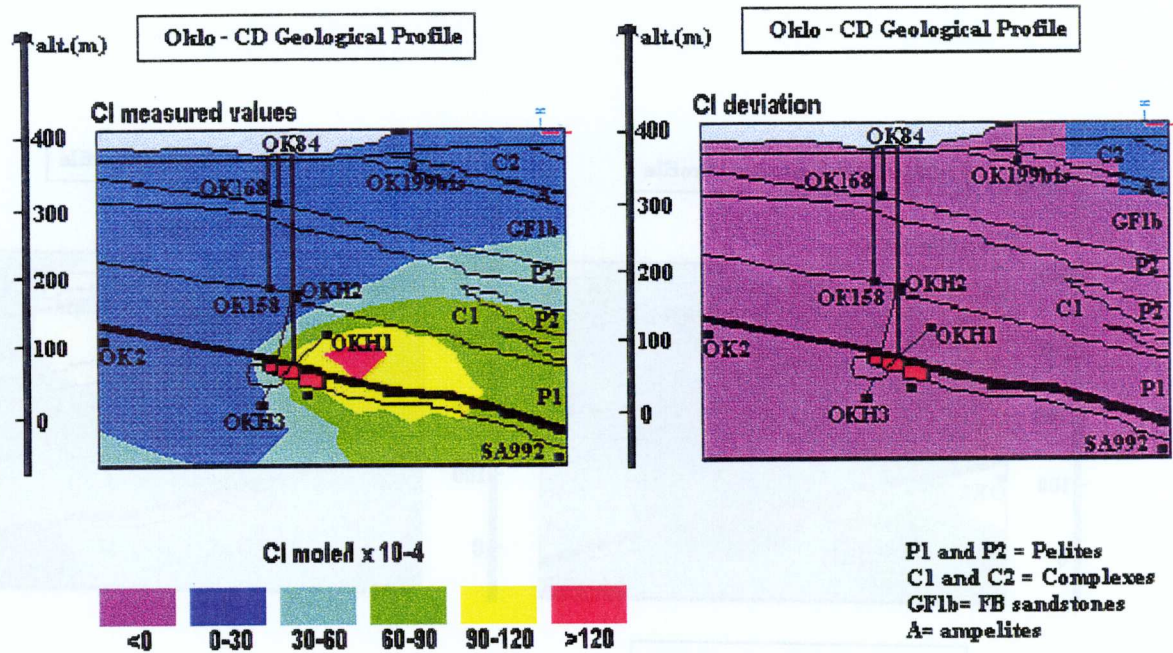 alt.(m)
Oklo - CD Geological Profile
Cl measured values
400
300
200
100
0
OK84
C2
OK168
OK199bis
A
GF1b
P2
OK158
OKH2
C1
P2
OK2
OKH1
P1
OKH3
SA992
alt.(m)
Oklo - CD Geological Profile
Cl deviation
400
300
200
100
0
OK84
C2
OK168
OK199bis
A
GF1b
P2
OK158
OKH2
C1
P2
OK2
OKH1
P1
OKH3
SA992
Cl mole/l x 10-4
<0 0-30 30-60 60-90 90-120 >120
P1 and P2 = Pelites
C1 and C2 = Complexes
GF1b= FB sandstones
A= ampelites